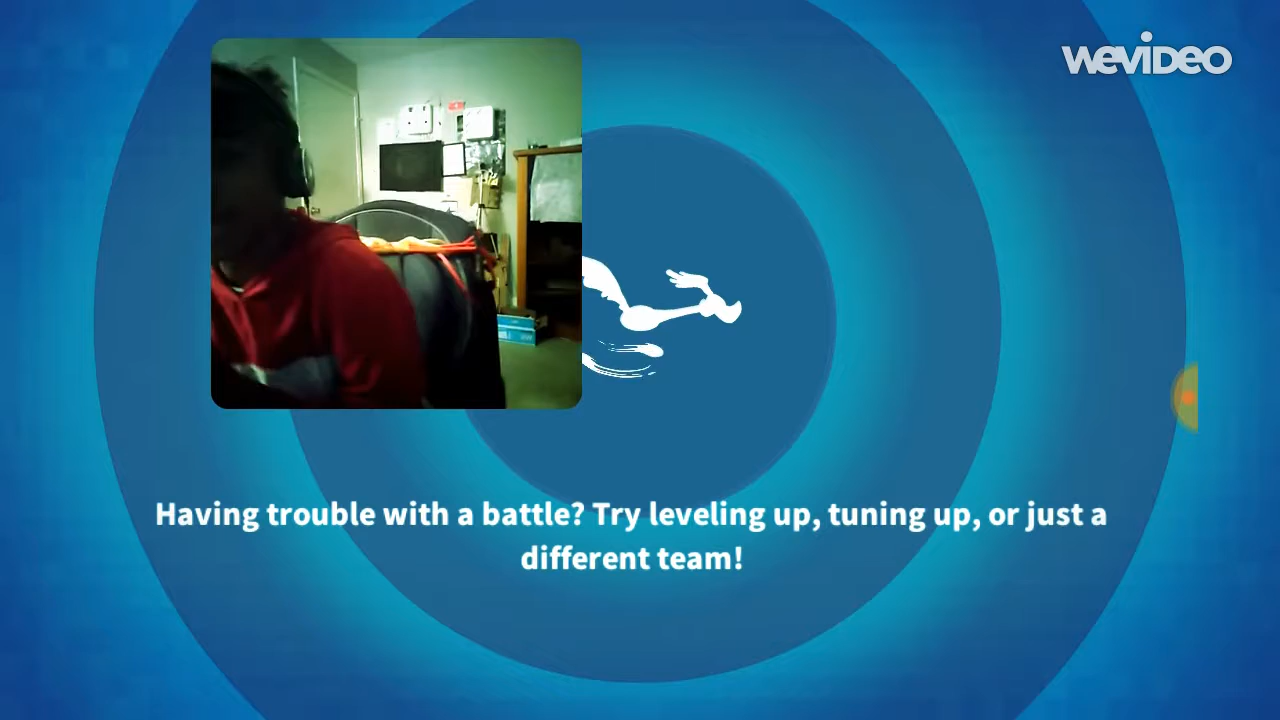 WEVIDEO
Having trouble with a battle? Try leveling up, tuning up, or just a
different team!